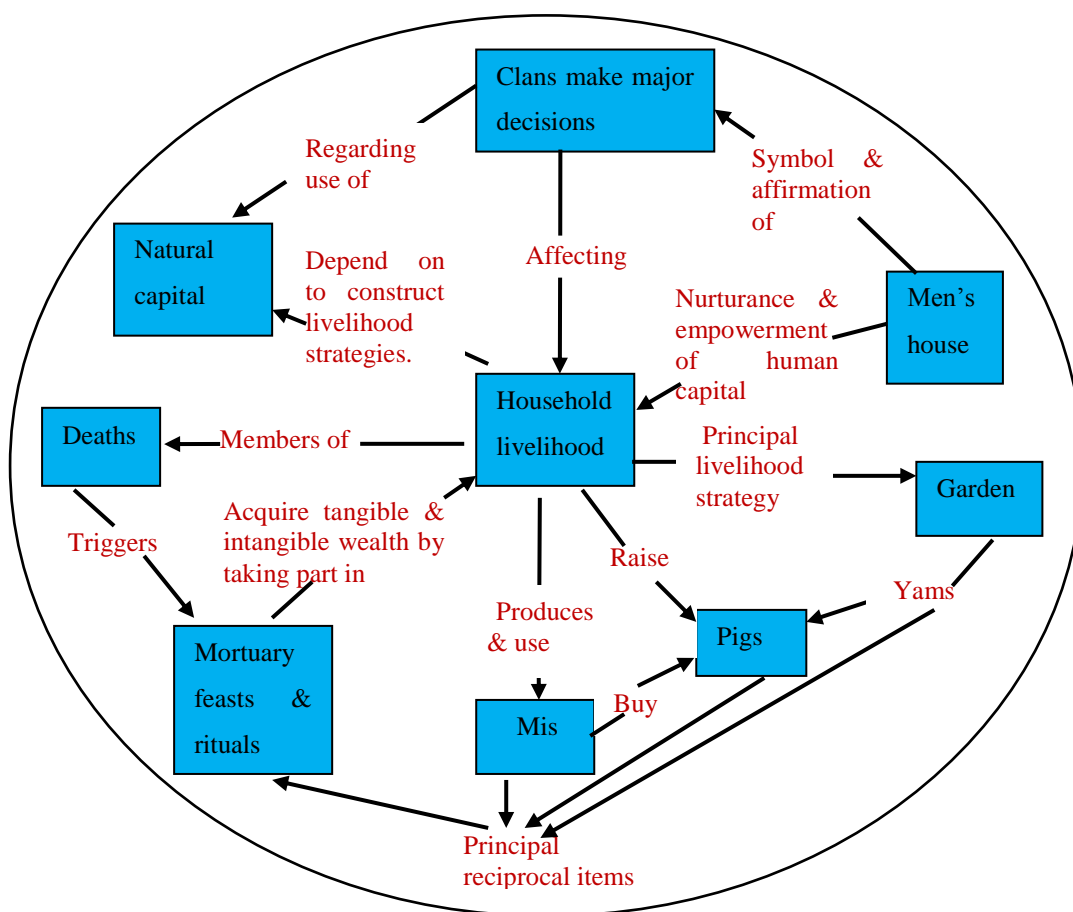 Clans make major
decisions
Regarding
use of
Symbol &
affirmation
of
Natural
capital
Depend on
to construct
livelihood
strategies.
Affecting
Nurturance &
empowerment
of human
capital
Men's
house
Household
livelihood
Deaths
Members of
Principal
livelihood
strategy
Garden
Triggers
Acquire tangible &
intangible wealth by
taking part in
Raise
Yams
Produces
& use
Pigs
Mortuary
feasts &
rituals
Buy
Mis
Principal
reciprocal items